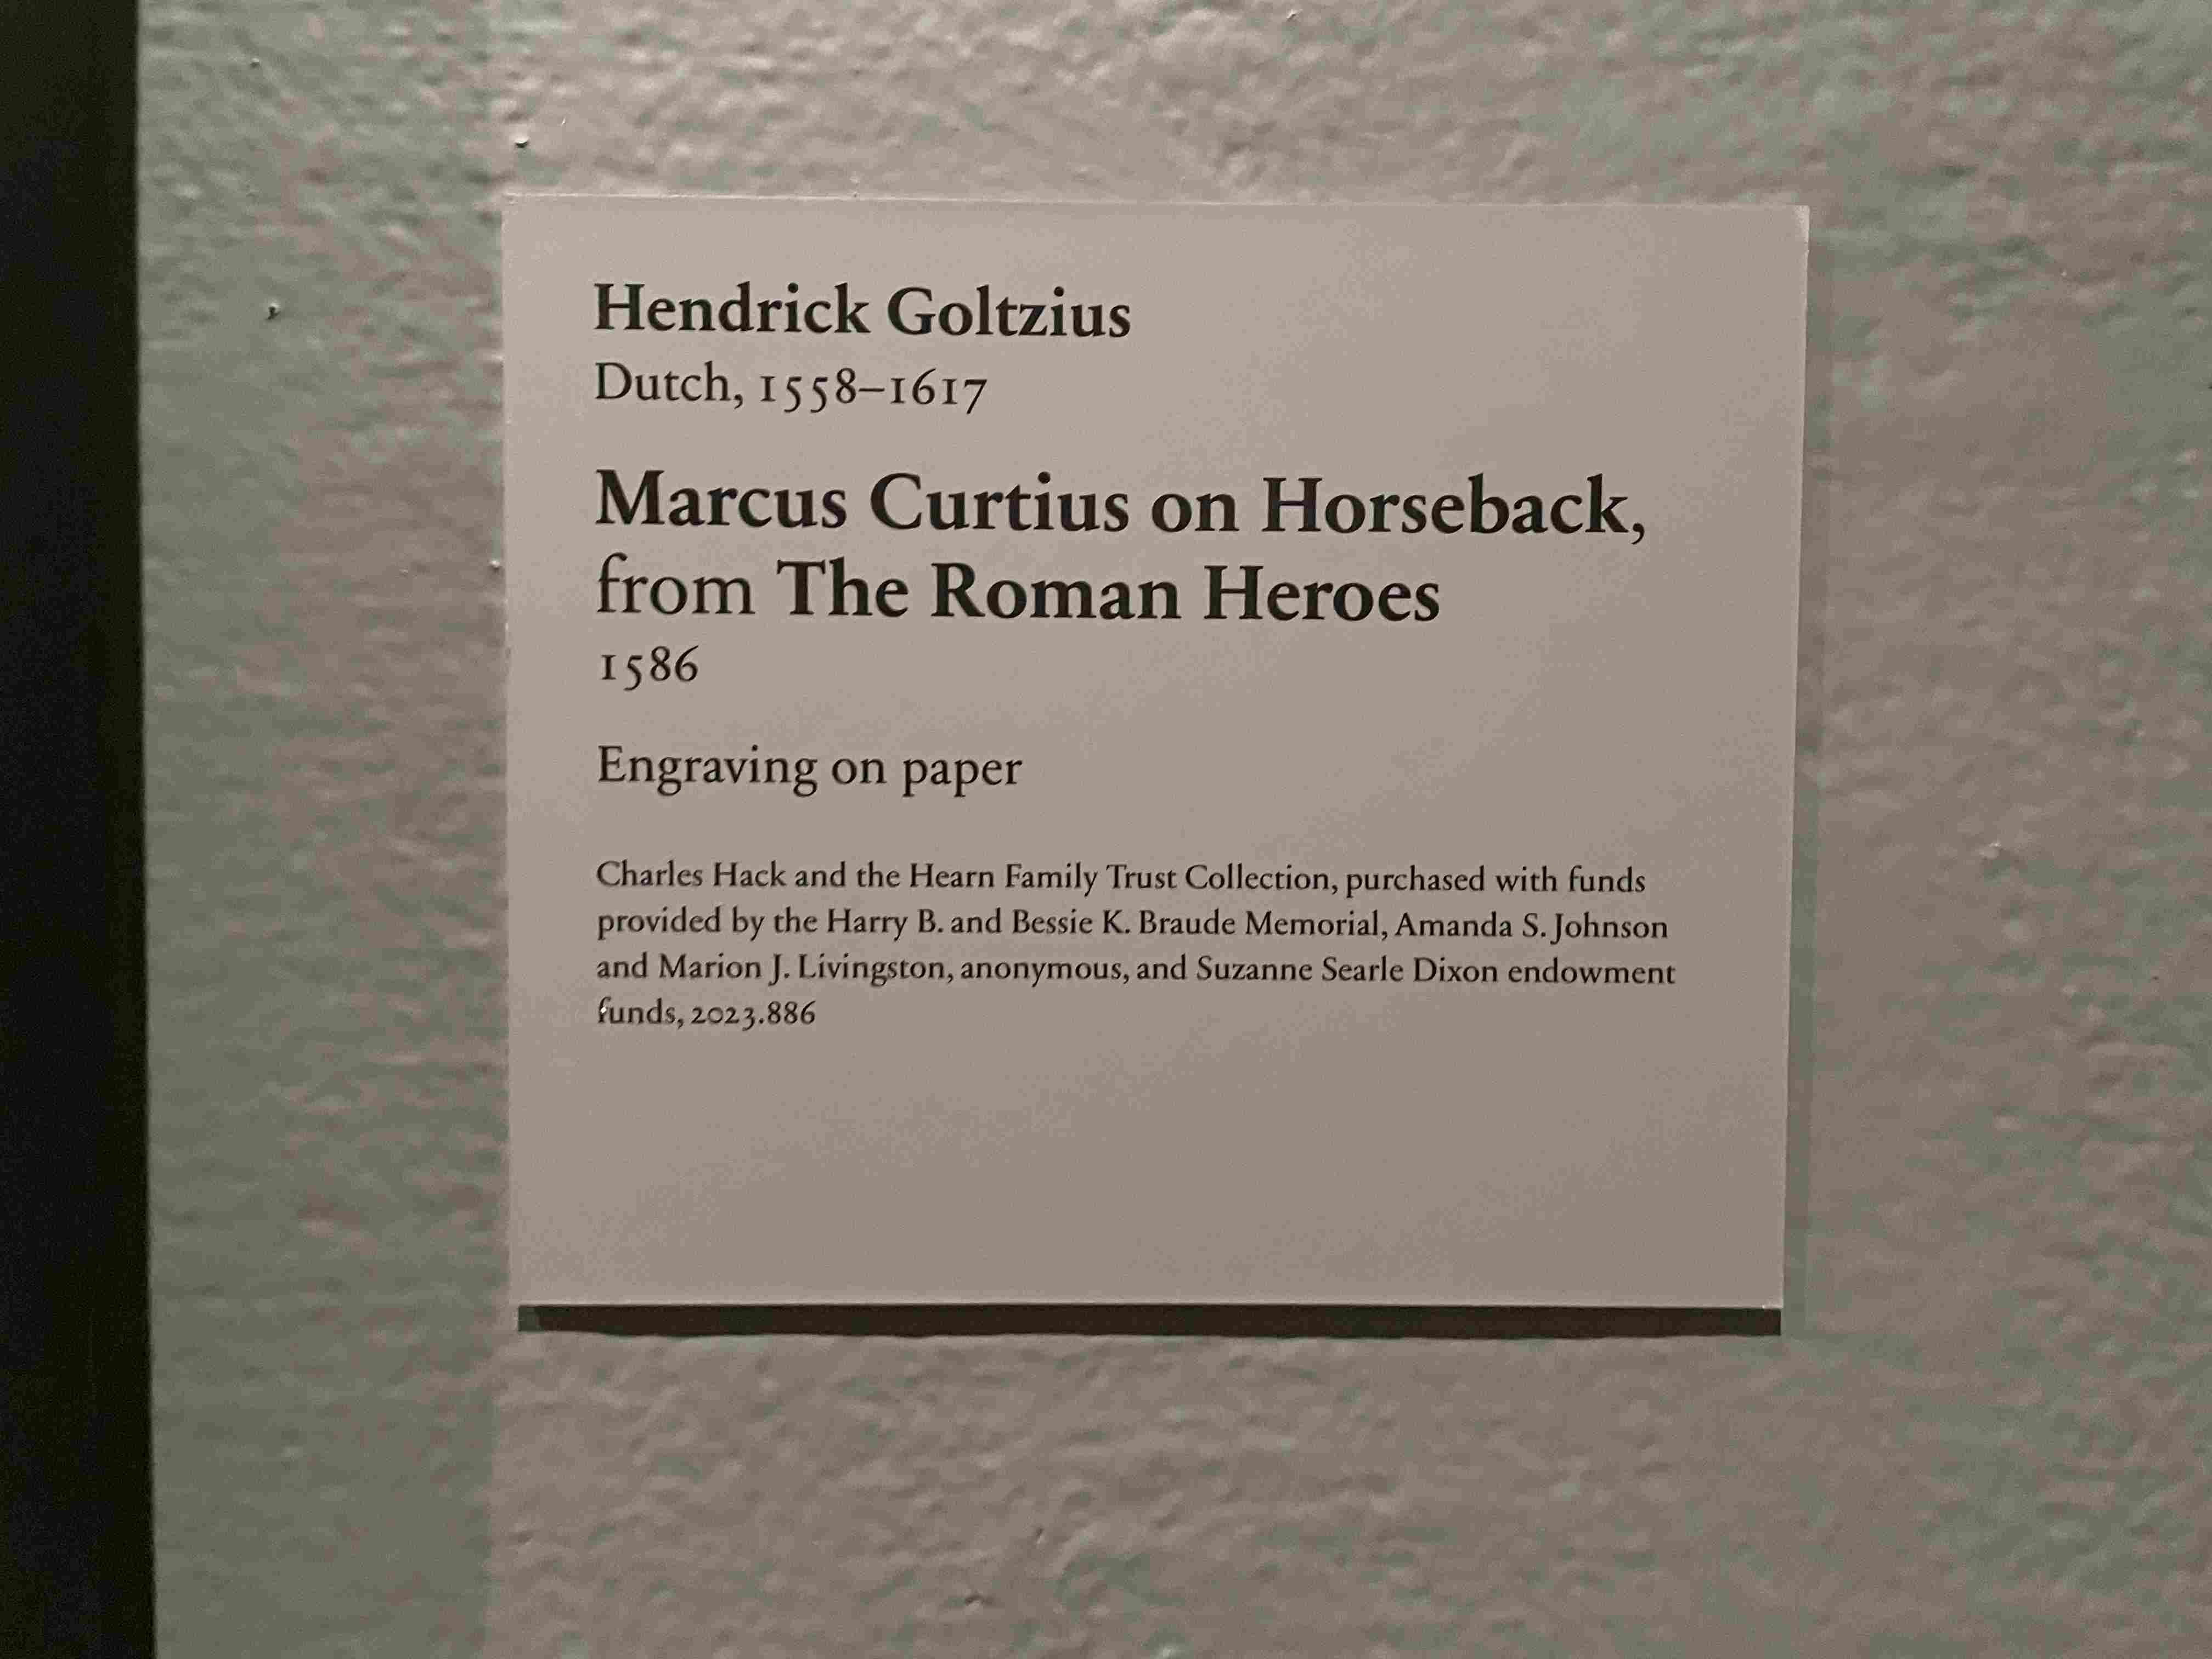 Hendrick Goltzius
Dutch, 1558–1617
Marcus Curtius on Horseback,
from The Roman Heroes
1586
Engraving on paper
Charles Hack and the Hearn Family Trust Collection, purchased with funds
provided by the Harry B. and Bessie K. Braude Memorial, Amanda S. Johnson
and Marion J. Livingston, anonymous, and Suzanne Searle Dixon endowment
funds, 2023.886